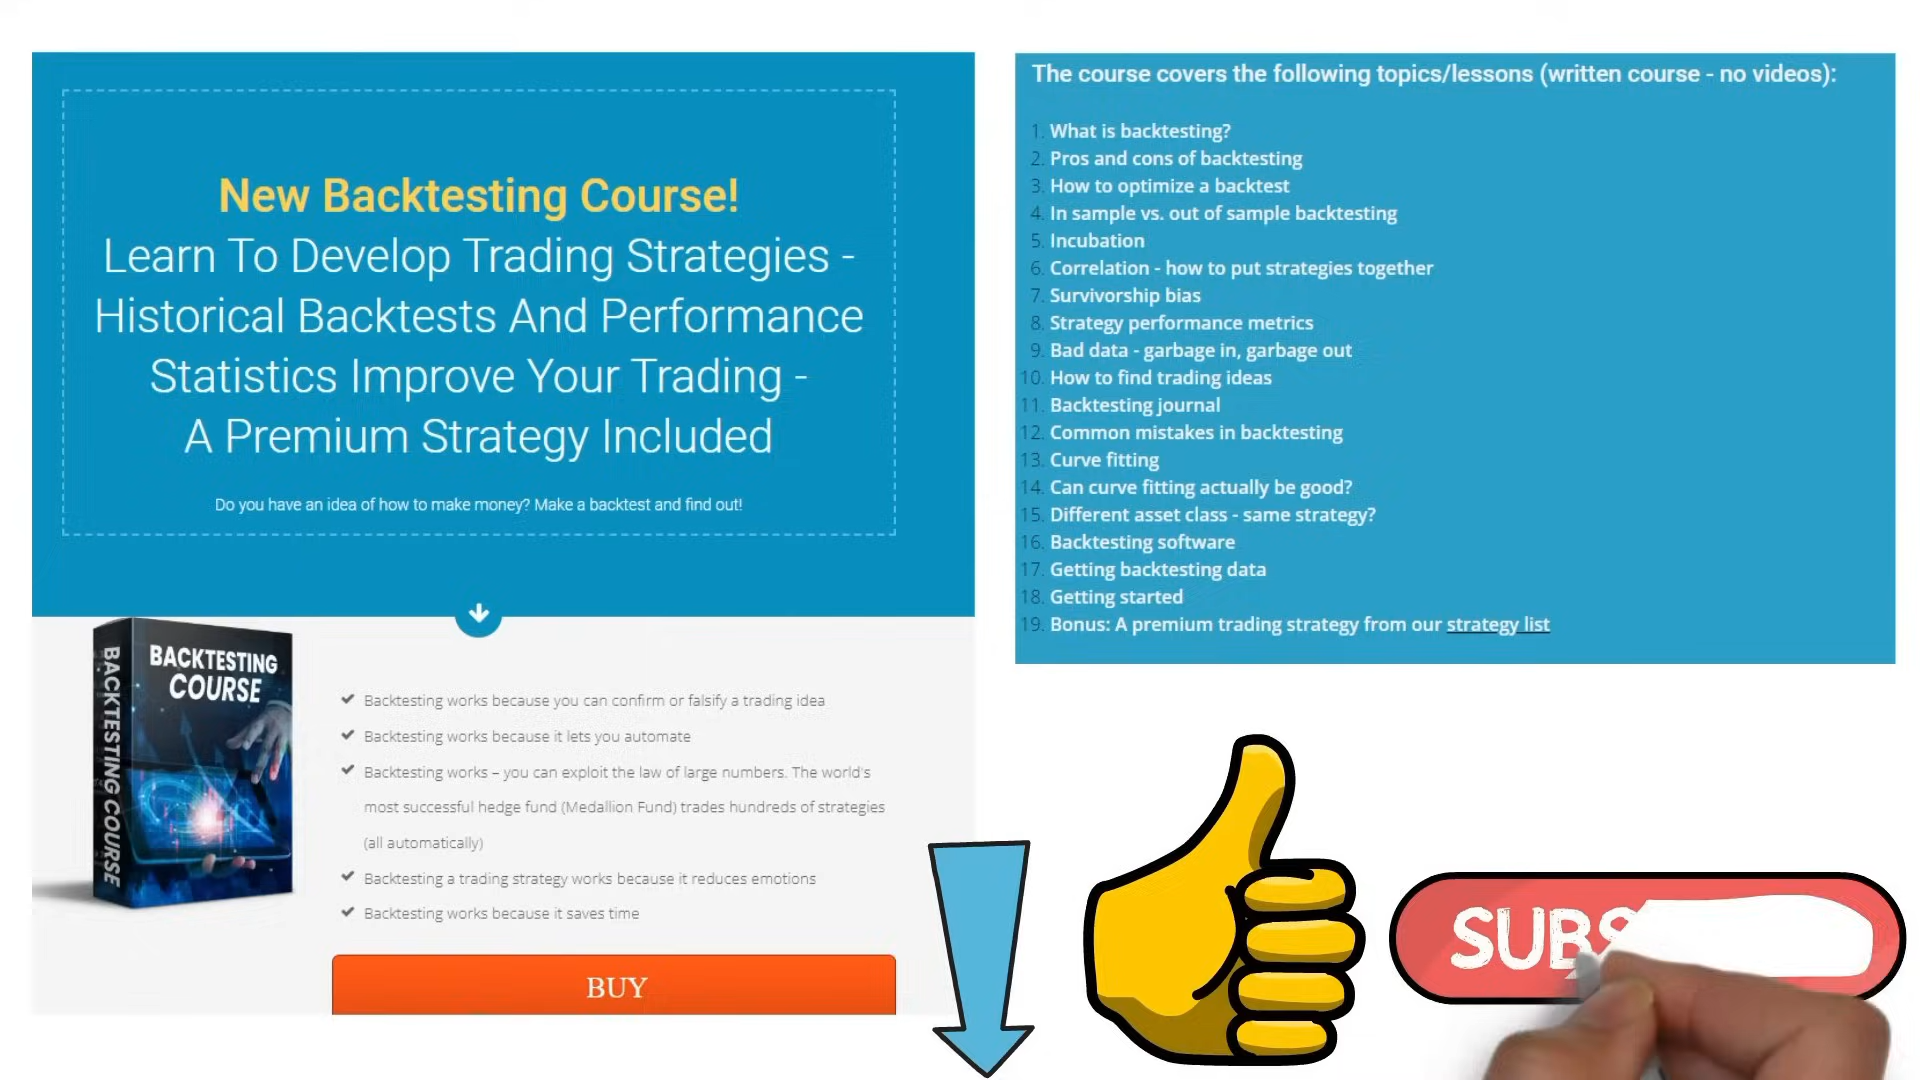 New Backtesting Course!
Learn To Develop Trading Strategies -
Historical Backtests And Performance
Statistics Improve Your Trading -
A Premium Strategy Included
Do you have an idea of how to make money? Make a backtest and find out!
BACKTESTING
COURSE
BACKTESTING COURSE
Backtesting works because you can confirm or falsify a trading idea
Backtesting works because it lets you automate
Backtesting works – you can exploit the law of large numbers. The world's
most successful hedge fund (Medallion Fund) trades hundreds of strategies
(all automatically)
Backtesting a trading strategy works because it reduces emotions
Backtesting works because it saves time
BUY
The course covers the following topics/lessons (written course - no videos):
1. What is backtesting?
2. Pros and cons of backtesting
3. How to optimize a backtest
4. In sample vs. out of sample backtesting
5. Incubation
6. Correlation - how to put strategies together
7. Survivorship bias
8. Strategy performance metrics
9. Bad data - garbage in, garbage out
10. How to find trading ideas
11. Backtesting journal
12. Common mistakes in backtesting
13. Curve fitting
14. Can curve fitting actually be good?
15. Different asset class - same strategy?
16. Backtesting software
17. Getting backtesting data
18. Getting started
19. Bonus: A premium trading strategy from our strategy list
SUBS